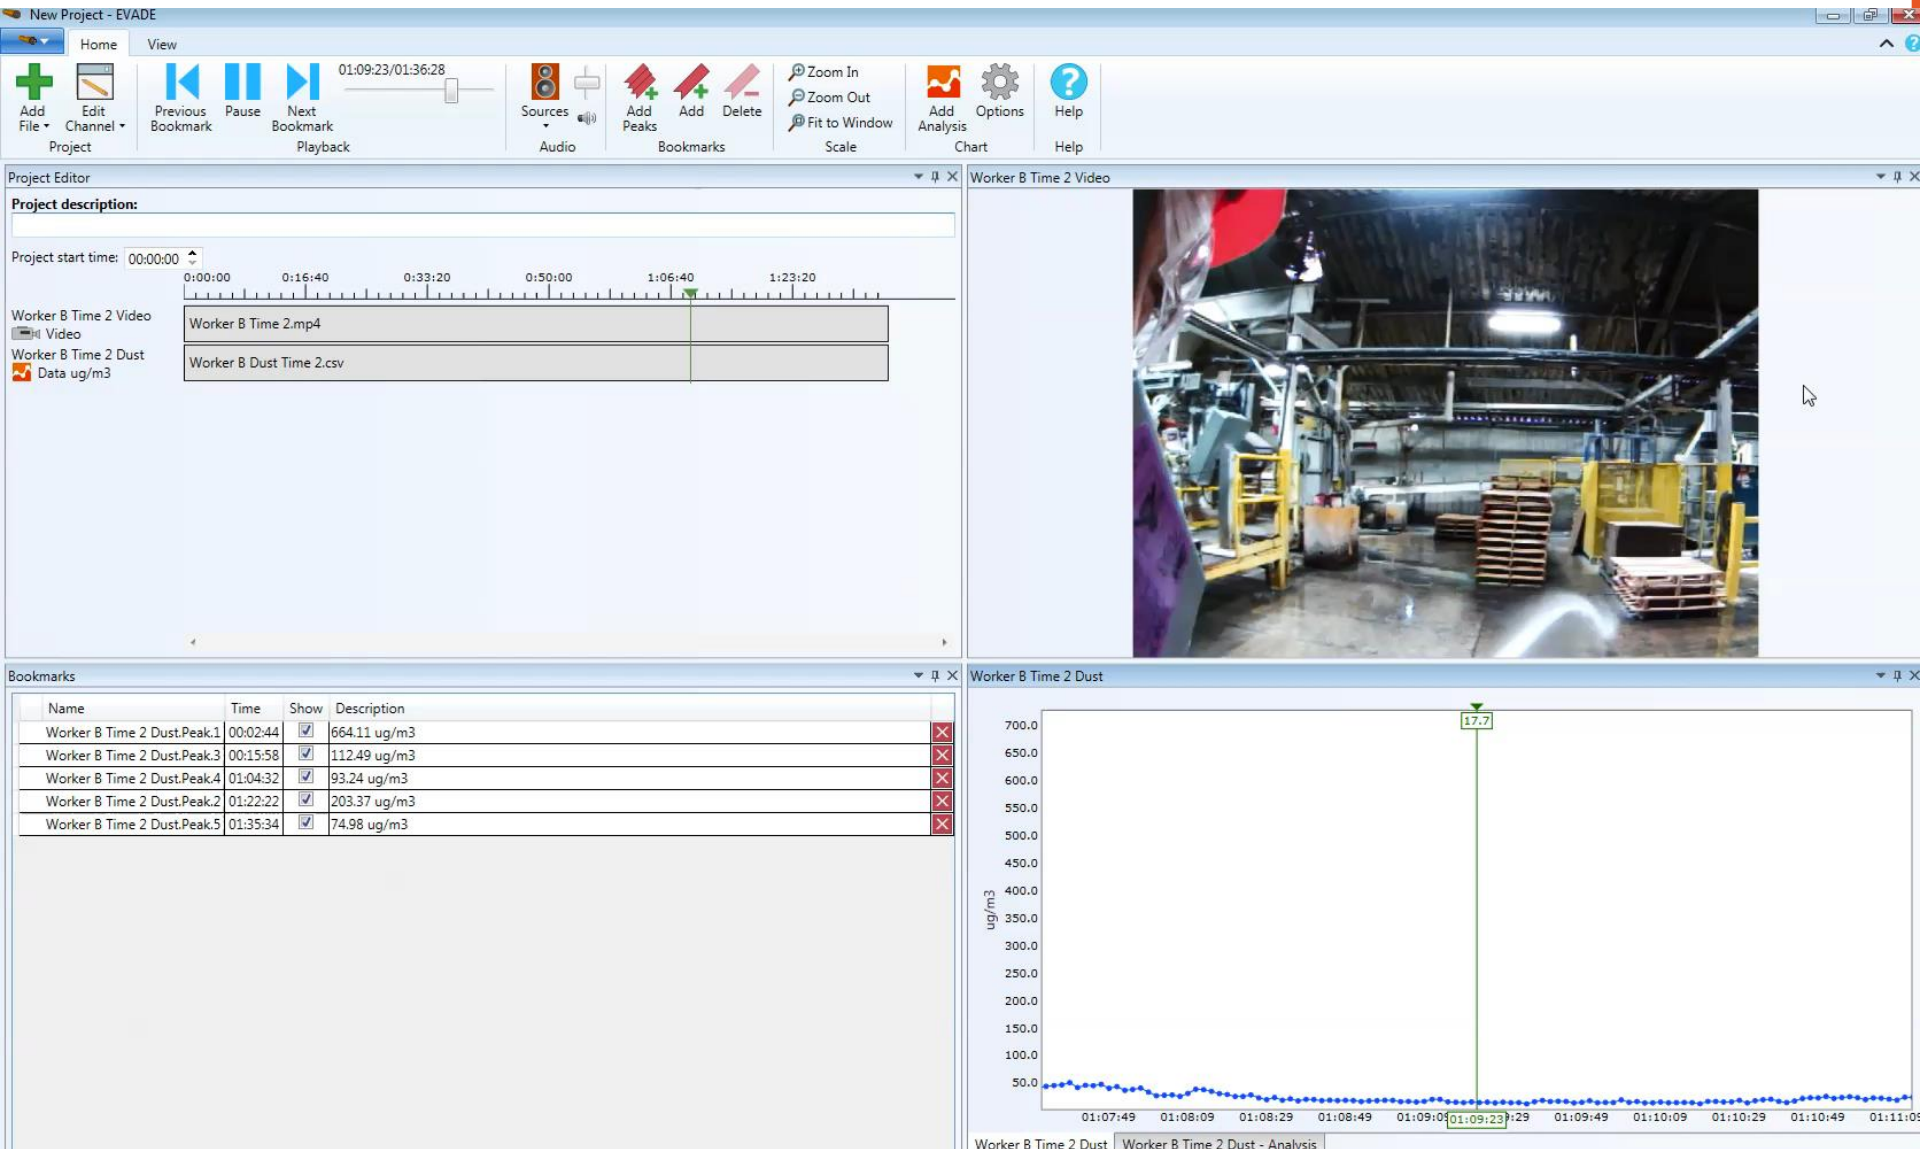 New Project - EVADE
Home View
01:09:23/01:36:28
Add File Edit Channel Previous Bookmark Pause Next Bookmark Sources Add Peaks Add Delete Zoom In Zoom Out Fit to Window Add Analysis Options Help
Project Playback Audio Bookmarks Scale Chart Help
Project Editor
Project description:
Project start time: 00:00:00
0:00:00 0:16:40 0:33:20 0:50:00 1:06:40 1:23:20
Worker B Time 2 Video
Video
Worker B Time 2.mp4
Worker B Time 2 Dust
Data ug/m3
Worker B Dust Time 2.csv
Worker B Time 2 Video
Bookmarks
Name Time Show Description
Worker B Time 2 Dust.Peak.1 00:02:44 664.11 ug/m3
Worker B Time 2 Dust.Peak.3 00:15:58 112.49 ug/m3
Worker B Time 2 Dust.Peak.4 01:04:32 93.24 ug/m3
Worker B Time 2 Dust.Peak.2 01:22:22 203.37 ug/m3
Worker B Time 2 Dust.Peak.5 01:35:34 74.98 ug/m3
Worker B Time 2 Dust
17.7
700.0
650.0
600.0
550.0
500.0
450.0
400.0
350.0
300.0
250.0
200.0
150.0
100.0
50.0
ug/m3
01:07:49 01:08:09 01:08:29 01:08:49 01:09:09 01:09:23 01:09:49 01:10:09 01:10:29 01:10:49 01:11:09
Worker B Time 2 Dust Worker B Time 2 Dust - Analysis